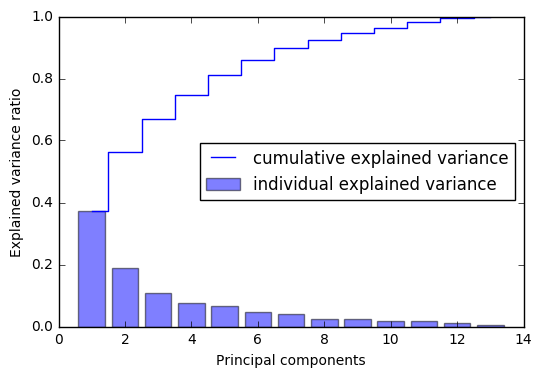 1.0
0.8
0.6
0.4
0.2
0.0
Explained variance ratio
cumulative explained variance
individual explained variance
0 2 4 6 8 10 12 14
Principal components